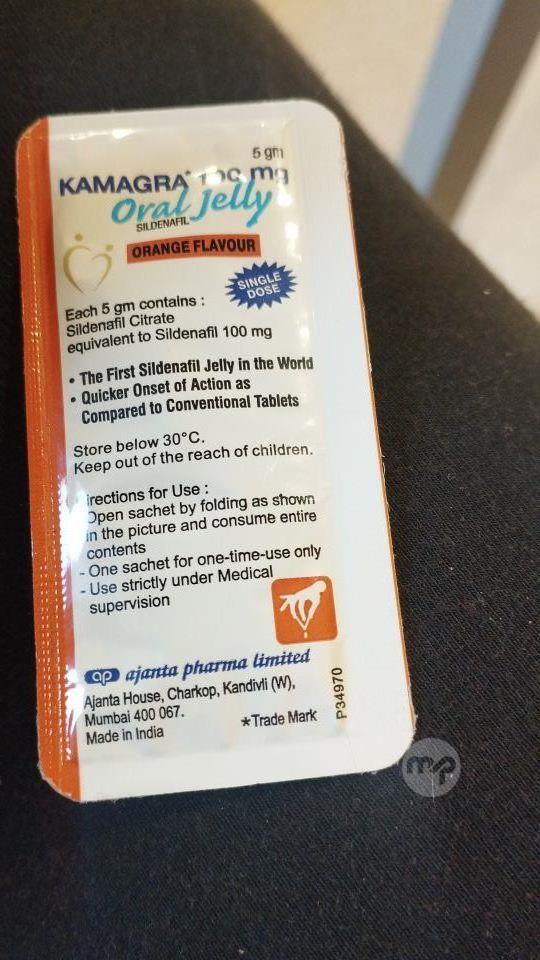 5 gm
KAMAGRA* 100 mg
Oral Jelly
SILDENAFIL
ORANGE FLAVOUR
SINGLE
DOSE
Each 5 gm contains :
Sildenafil Citrate
equivalent to Sildenafil 100 mg
• The First Sildenafil Jelly in the World
• Quicker Onset of Action as
Compared to Conventional Tablets
Store below 30°C.
Keep out of the reach of children.
Directions for Use :
- Open sachet by folding as shown
in the picture and consume entire
contents
- One sachet for one-time-use only
- Use strictly under Medical
supervision
ap ajanta pharma limited
Ajanta House, Charkop, Kandivli (W),
Mumbai 400 067.
Made in India
*Trade Mark
P34970
mp